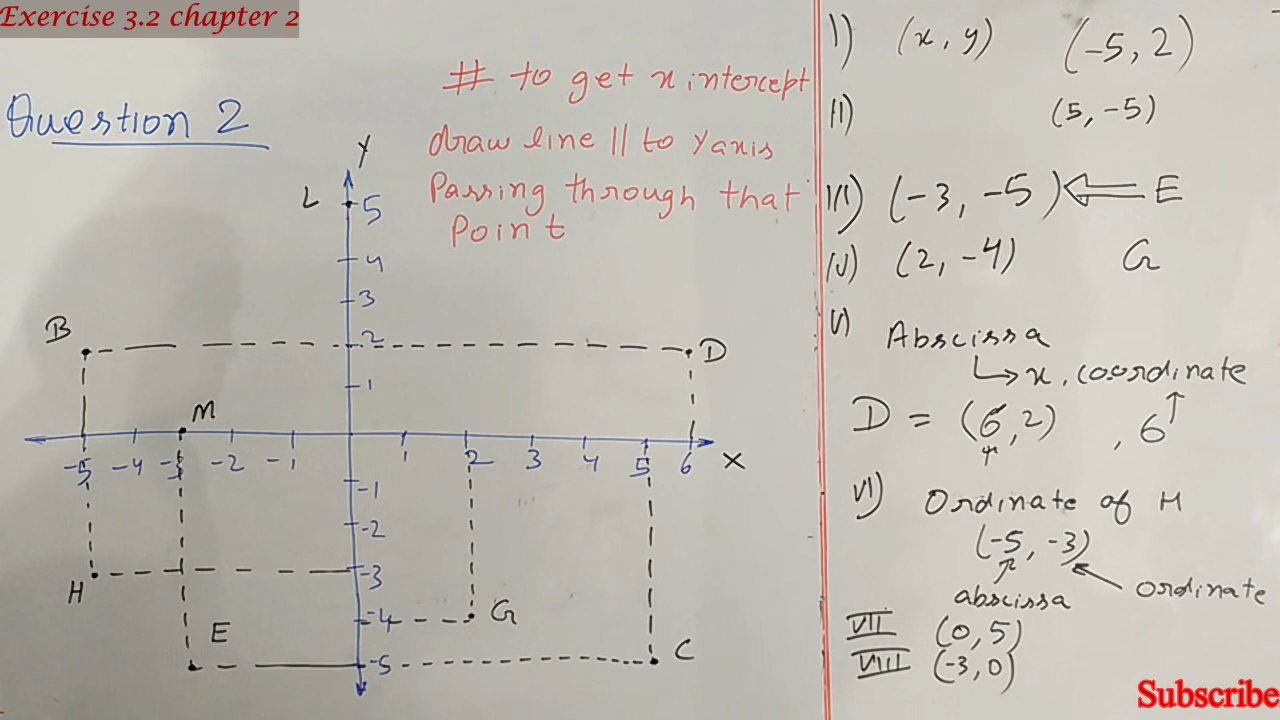 Exercise 3.2 chapter 2
Question 2
# to get x intercept
draw line || to Y axis
Passing through that
Point
Y
L
5
4
3
B
2
D
1
M
-5 -4 -3 -2 -1 1 2 3 4 5 6 X
-1
-2
H
-3
-4
G
E
-5
C
I) (x, y) (-5, 2)
II) (5, -5)
III) (-3, -5) E
IV) (2, -4) G
V)
Abscissa
x. coordinate
D = (6, 2) , 6
VI) Ordinate of H
(-5, -3)
abscissa
ordinate
VII (0, 5)
VIII (-3, 0)
Subscribe